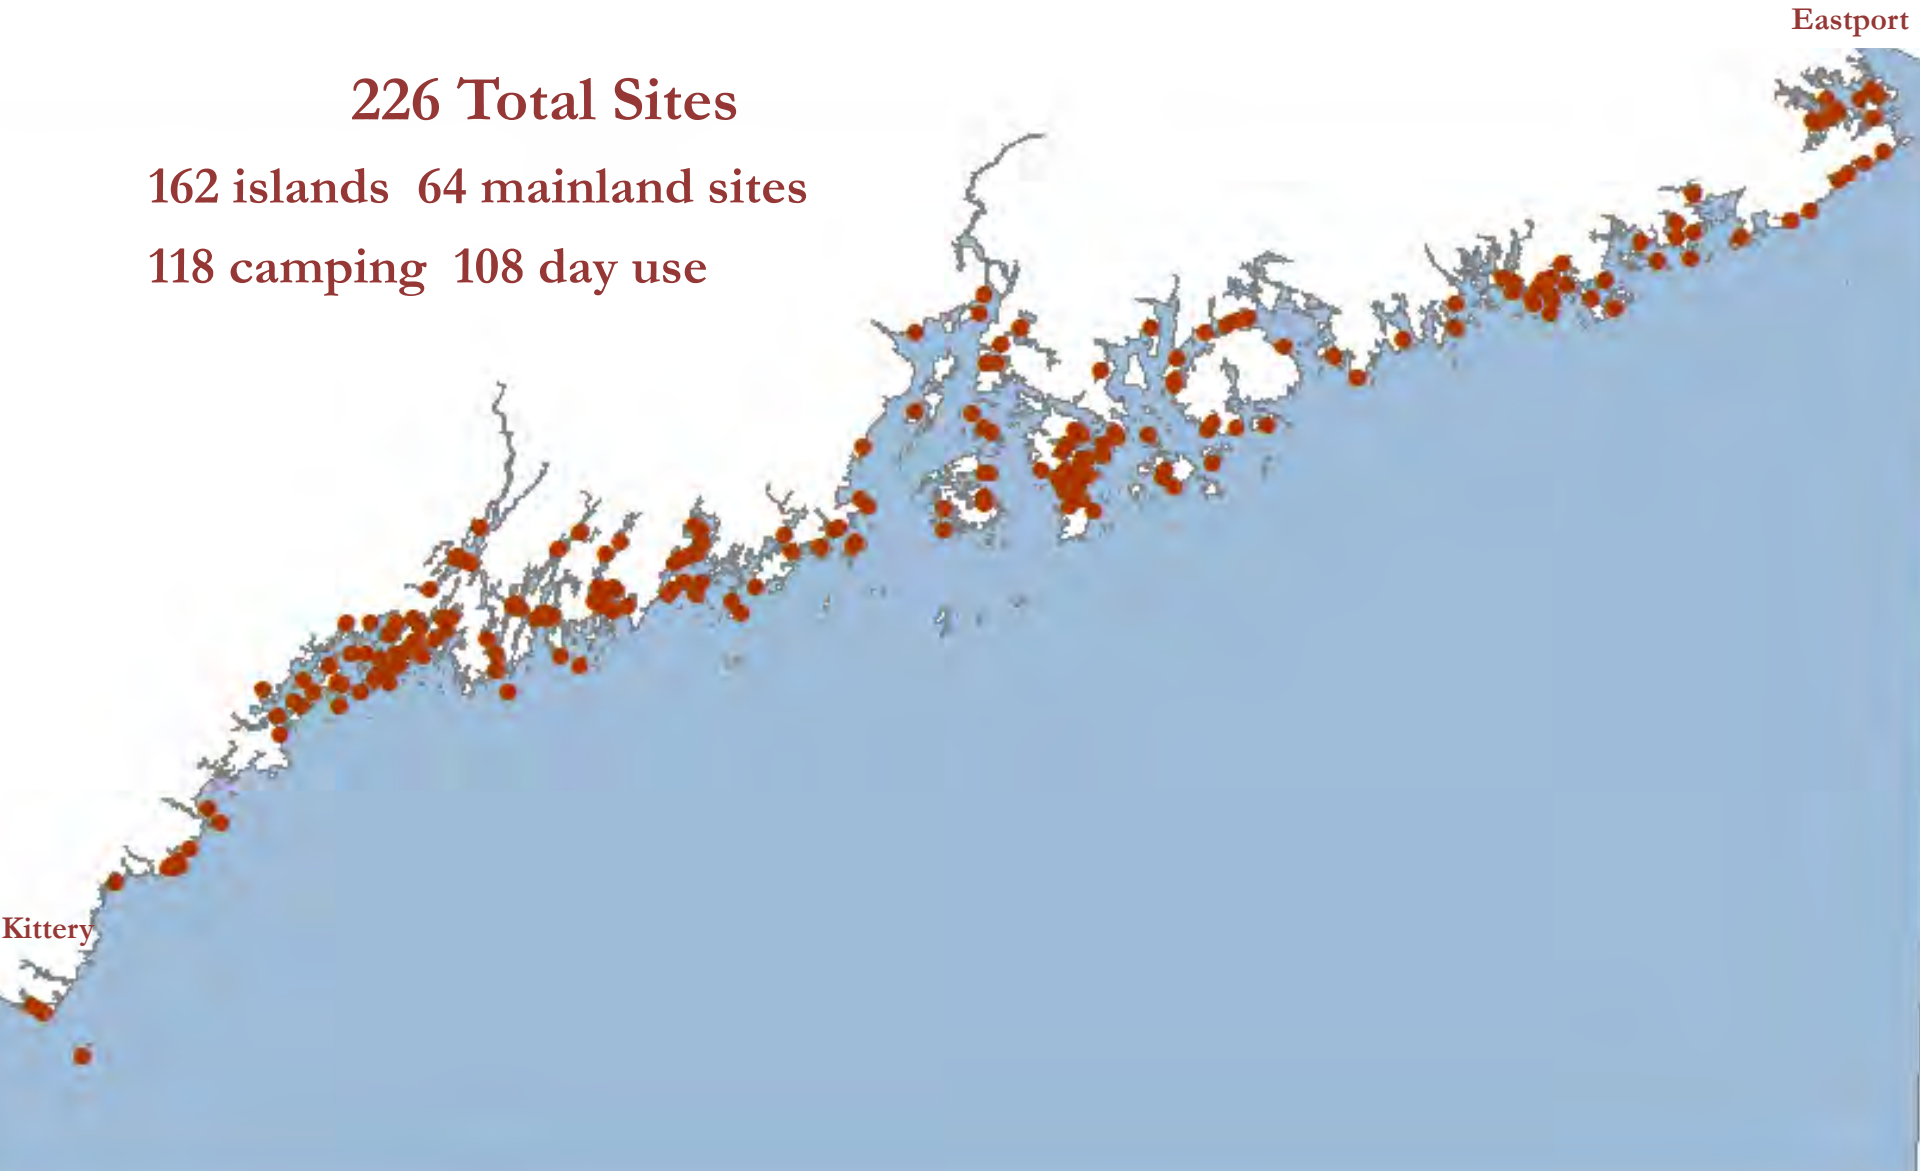 Eastport
226 Total Sites
162 islands 64 mainland sites
118 camping 108 day use
Kittery